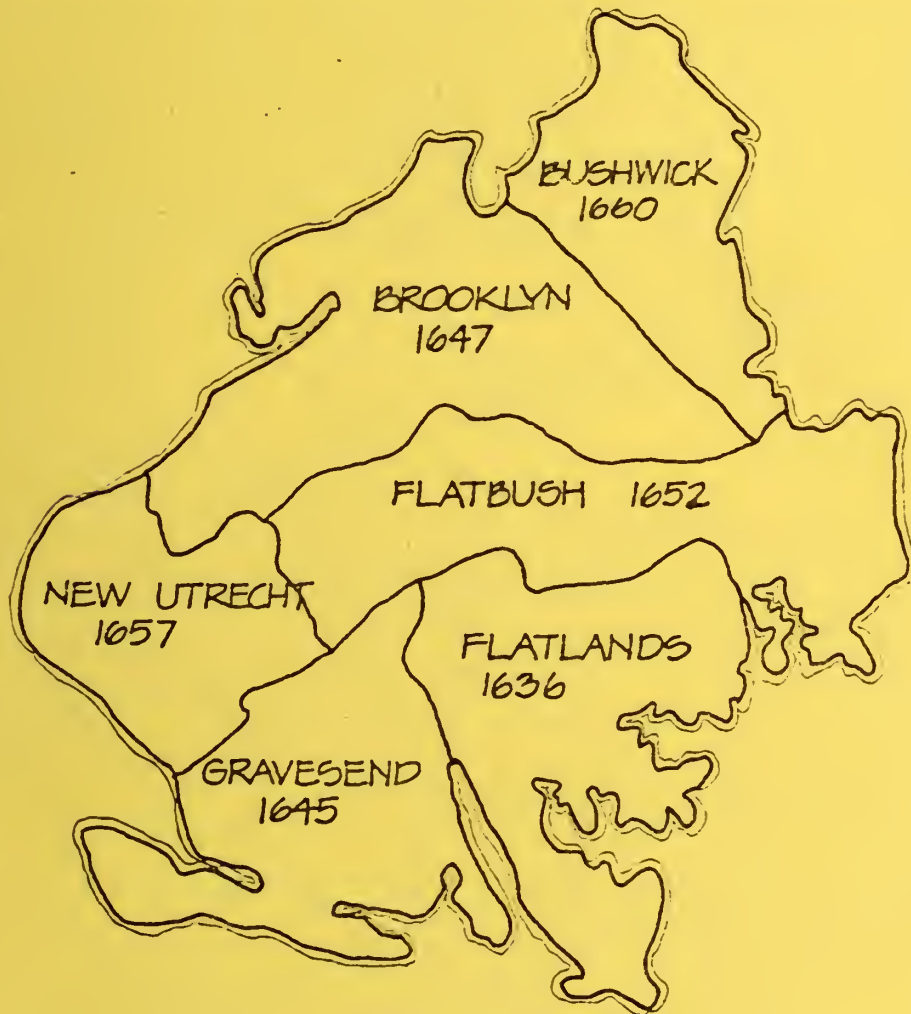 BUSHWICK
1660
BROOKLYN
1647
FLATBUSH 1652
NEW UTRECHT
1657
FLATLANDS
1636
GRAVESEND
1645